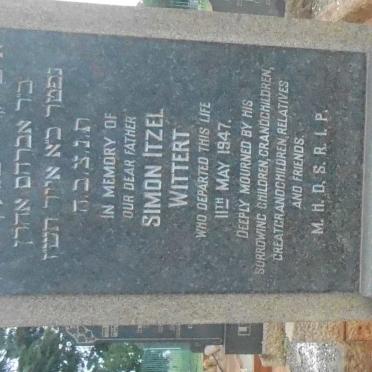 בר אברהם אהרן
נפטר כא אייר תש״ז
ת.נ.צ.ב.ה
IN MEMORY OF
OUR DEAR FATHER
SIMON ITZEL
WITTERT
WHO DEPARTED THIS LIFE
11TH MAY 1947.
DEEPLY MOURNED BY HIS
SORROWING CHILDREN, GRANDCHILDREN,
GREATGRANDCHILDREN, RELATIVES
AND FRIENDS.
M. H. D. S. R. I. P.